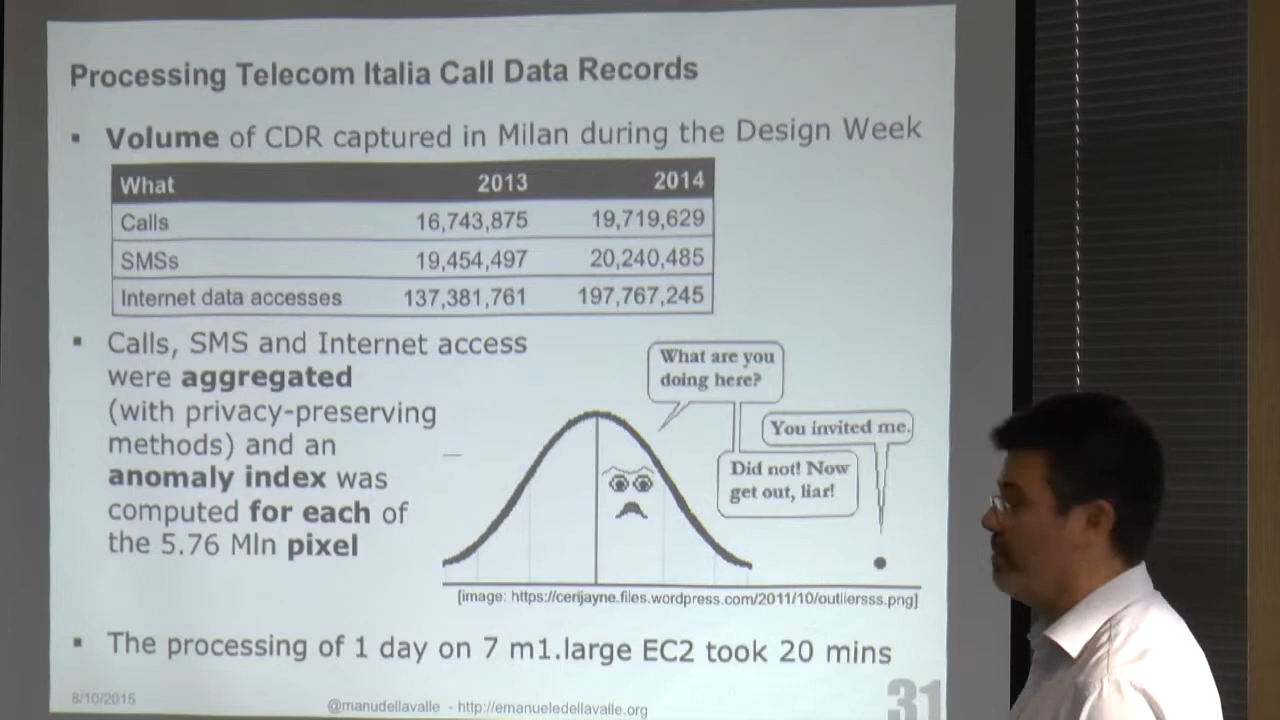 Processing Telecom Italia Call Data Records
▪ Volume of CDR captured in Milan during the Design Week
What 2013 2014
Calls 16,743,875 19,719,629
SMSs 19,454,497 20,240,485
Internet data accesses 137,381,761 197,767,245
▪ Calls, SMS and Internet access
were aggregated
(with privacy-preserving
methods) and an
anomaly index was
computed for each of
the 5.76 Mln pixel
What are you
doing here?
You invited me.
Did not! Now
get out, liar!
[image: https://cerijayne.files.wordpress.com/2011/10/outliersss.png]
▪ The processing of 1 day on 7 m1.large EC2 took 20 mins
8/10/2015
@manudellavalle - http://emanueledellavalle.org
31